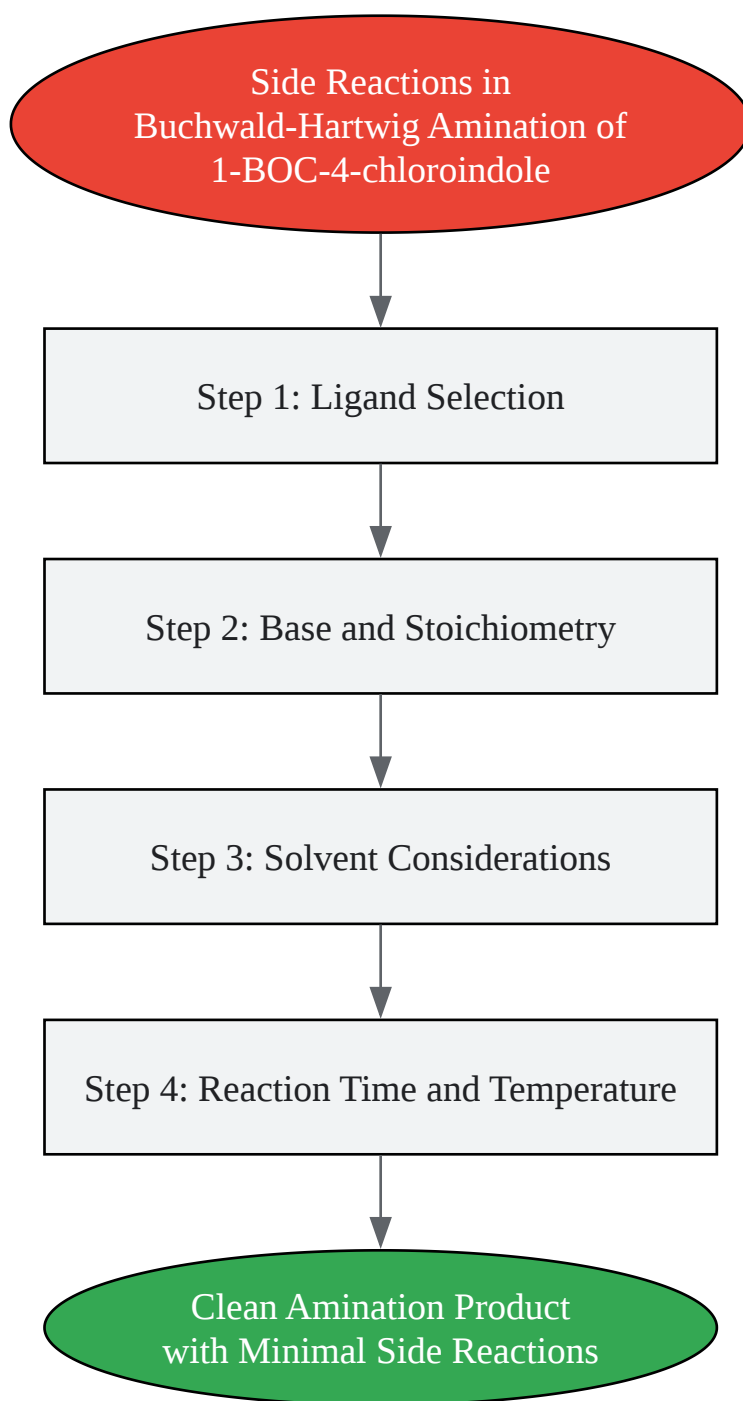 Side Reactions in
Buchwald-Hartwig Amination of
1-BOC-4-chloroindole
Step 1: Ligand Selection
Step 2: Base and Stoichiometry
Step 3: Solvent Considerations
Step 4: Reaction Time and Temperature
Clean Amination Product
with Minimal Side Reactions